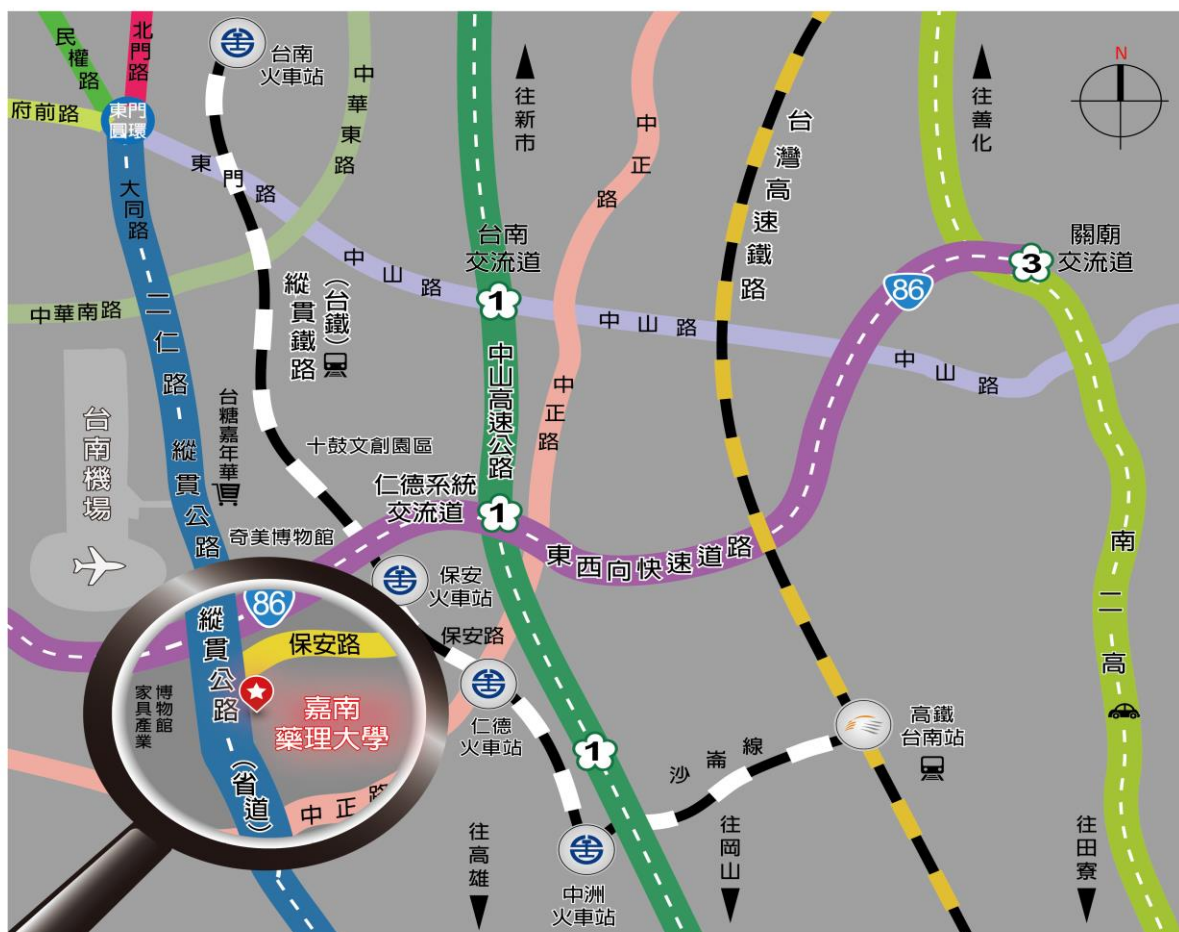 民權路
北門路
台南
火車站
中華東路
往新市
中正路
台灣高速鐵路
往善化
N
府前路
東門
圓環
大同路
東門路
中山路
台南
交流道
1
中山路
86
3
關廟
交流道
中華南路
二仁路
縱貫鐵路
(台鐵)
中山路
台南機場
台糖嘉年華
縱貫公路
十鼓文創園區
中山高速公路
中正路
仁德系統
交流道
1
奇美博物館
東西向快速道路
南二高
保安
火車站
86
縱貫公路
(省道)
保安路
保安路
家具產業
博物館
嘉南
藥理大學
仁德
火車站
中正路
1
沙崙線
高鐵
台南站
往高雄
中洲
火車站
往岡山
往田寮